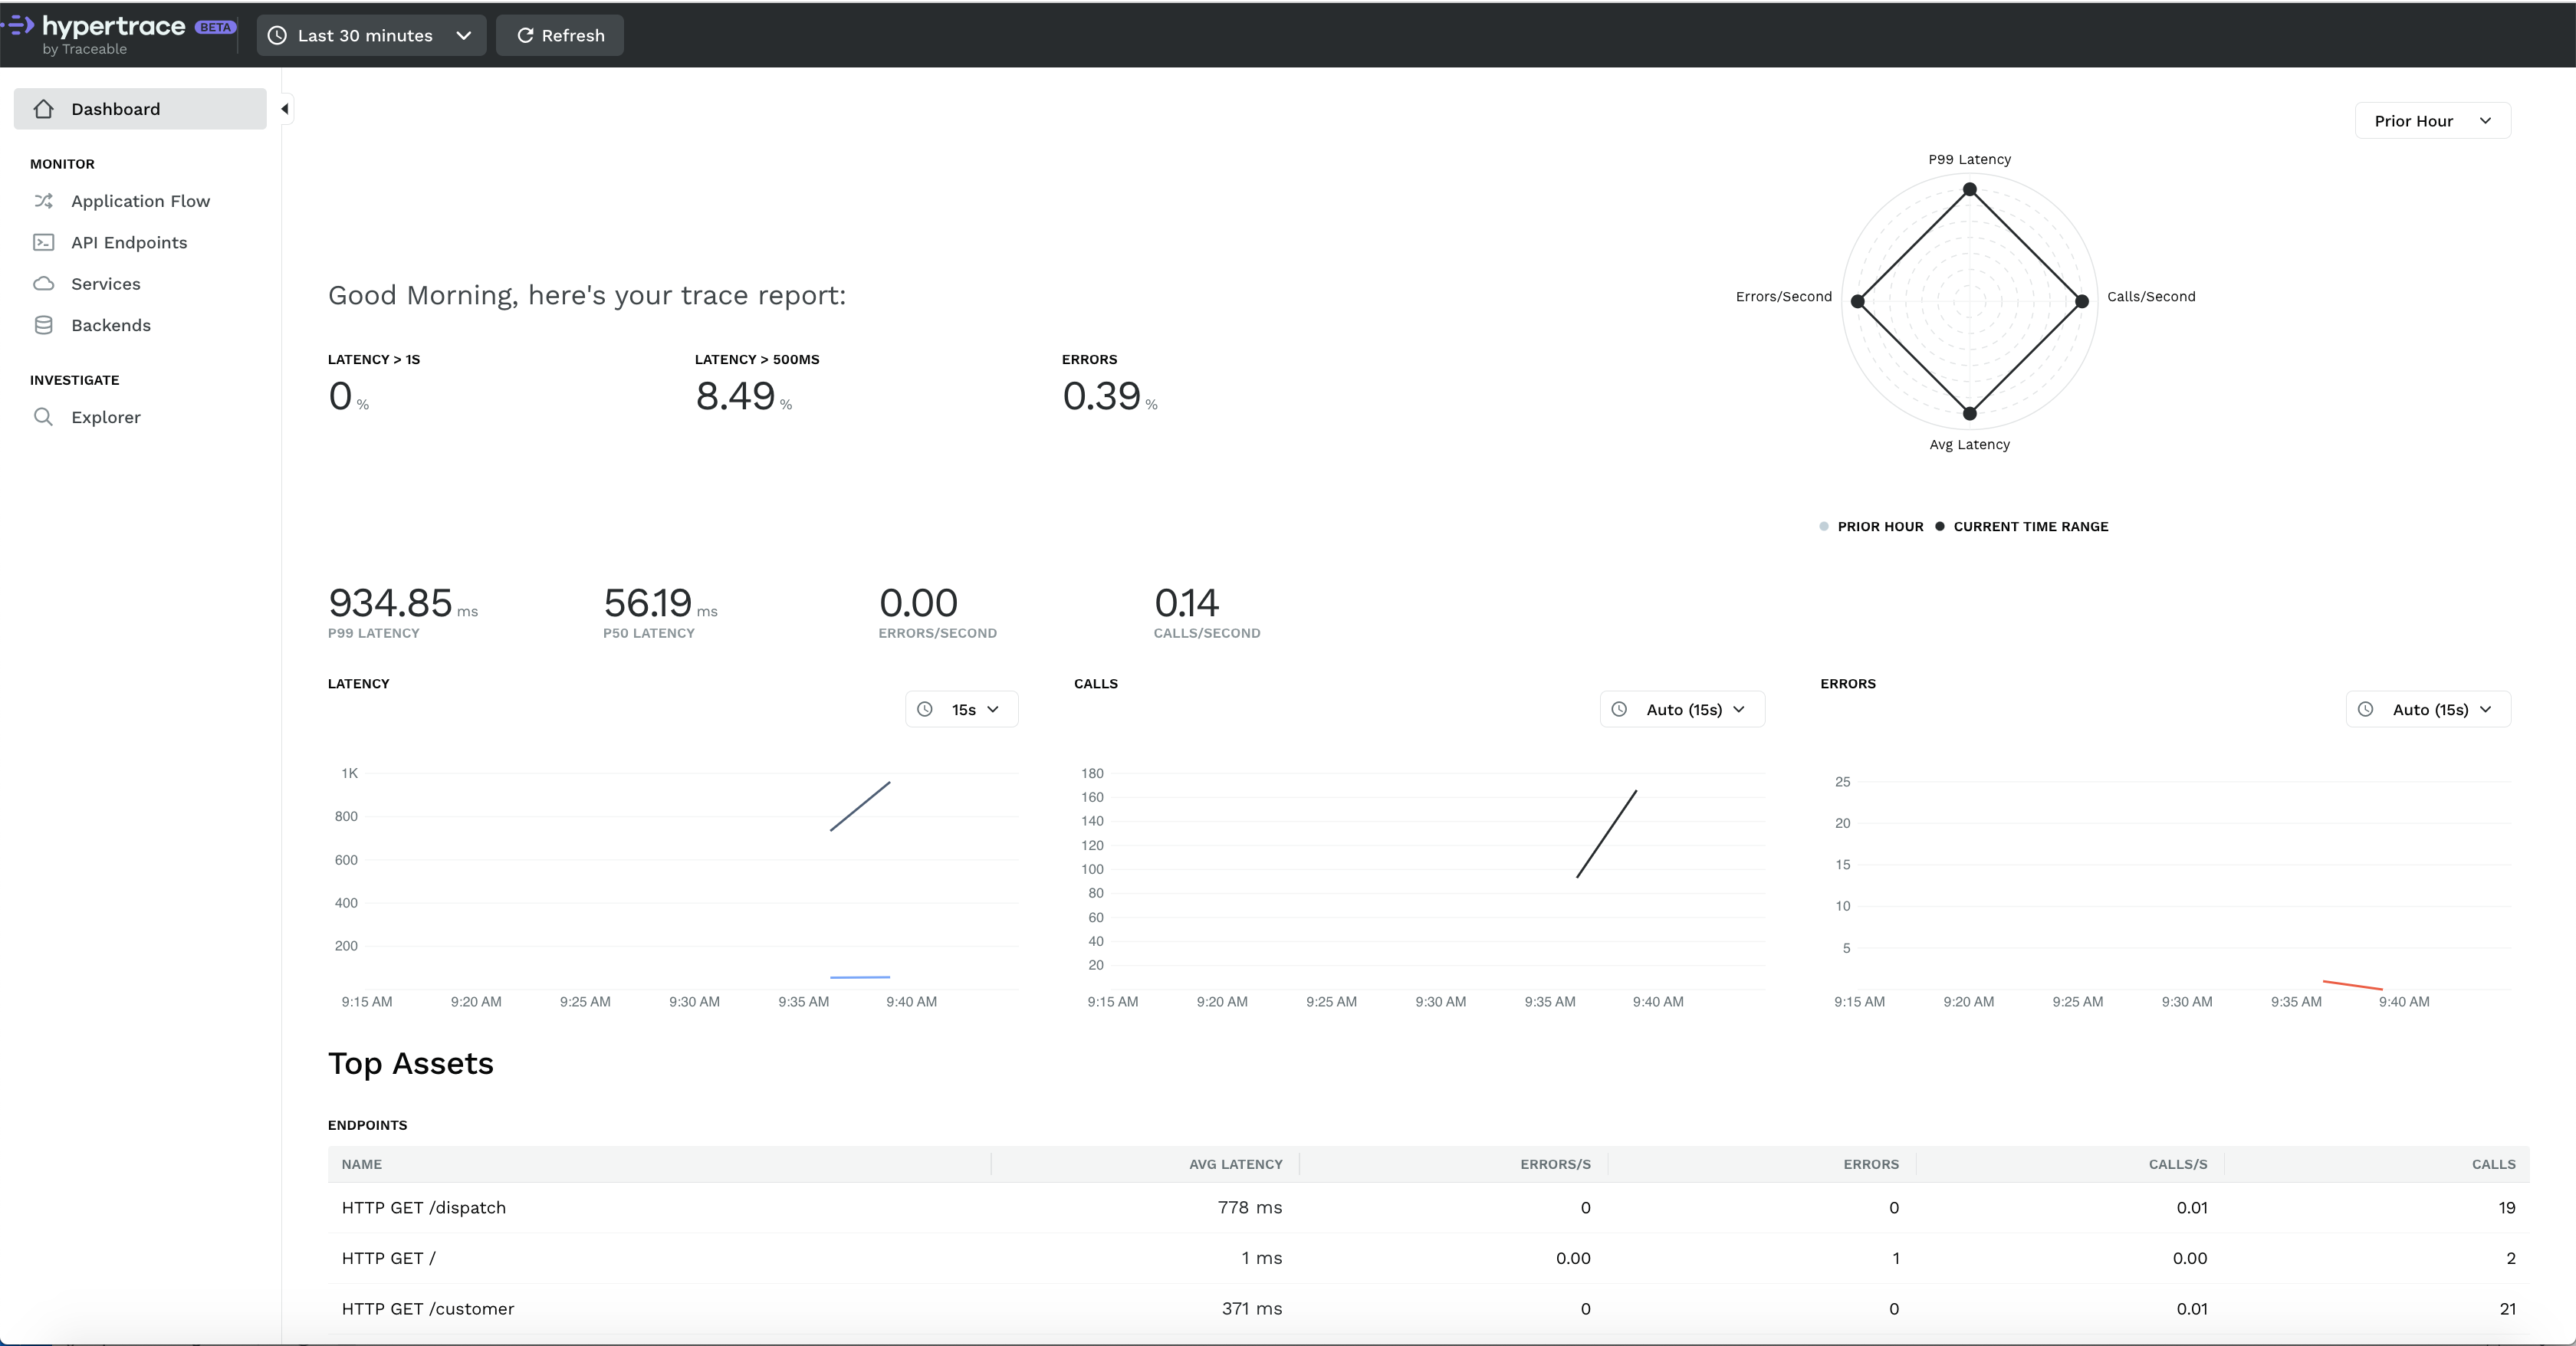 hypertrace BETA
by Traceable
Last 30 minutes
Refresh
Dashboard
MONITOR
Application Flow
API Endpoints
Services
Backends
INVESTIGATE
Explorer
Prior Hour
Good Morning, here's your trace report:
LATENCY > 1S
0 %
LATENCY > 500MS
8.49 %
ERRORS
0.39 %
P99 Latency
Errors/Second
Calls/Second
Avg Latency
PRIOR HOUR CURRENT TIME RANGE
934.85 ms
P99 LATENCY
56.19 ms
P50 LATENCY
0.00
ERRORS/SECOND
0.14
CALLS/SECOND
LATENCY
15s
1K
800
600
400
200
9:15 AM 9:20 AM 9:25 AM 9:30 AM 9:35 AM 9:40 AM
CALLS
Auto (15s)
180
160
140
120
100
80
60
40
20
9:15 AM 9:20 AM 9:25 AM 9:30 AM 9:35 AM 9:40 AM
ERRORS
Auto (15s)
25
20
15
10
5
9:15 AM 9:20 AM 9:25 AM 9:30 AM 9:35 AM 9:40 AM
Top Assets
ENDPOINTS
NAME AVG LATENCY ERRORS/S ERRORS CALLS/S CALLS
HTTP GET /dispatch 778 ms 0 0 0.01 19
HTTP GET / 1 ms 0.00 1 0.00 2
HTTP GET /customer 371 ms 0 0 0.01 21